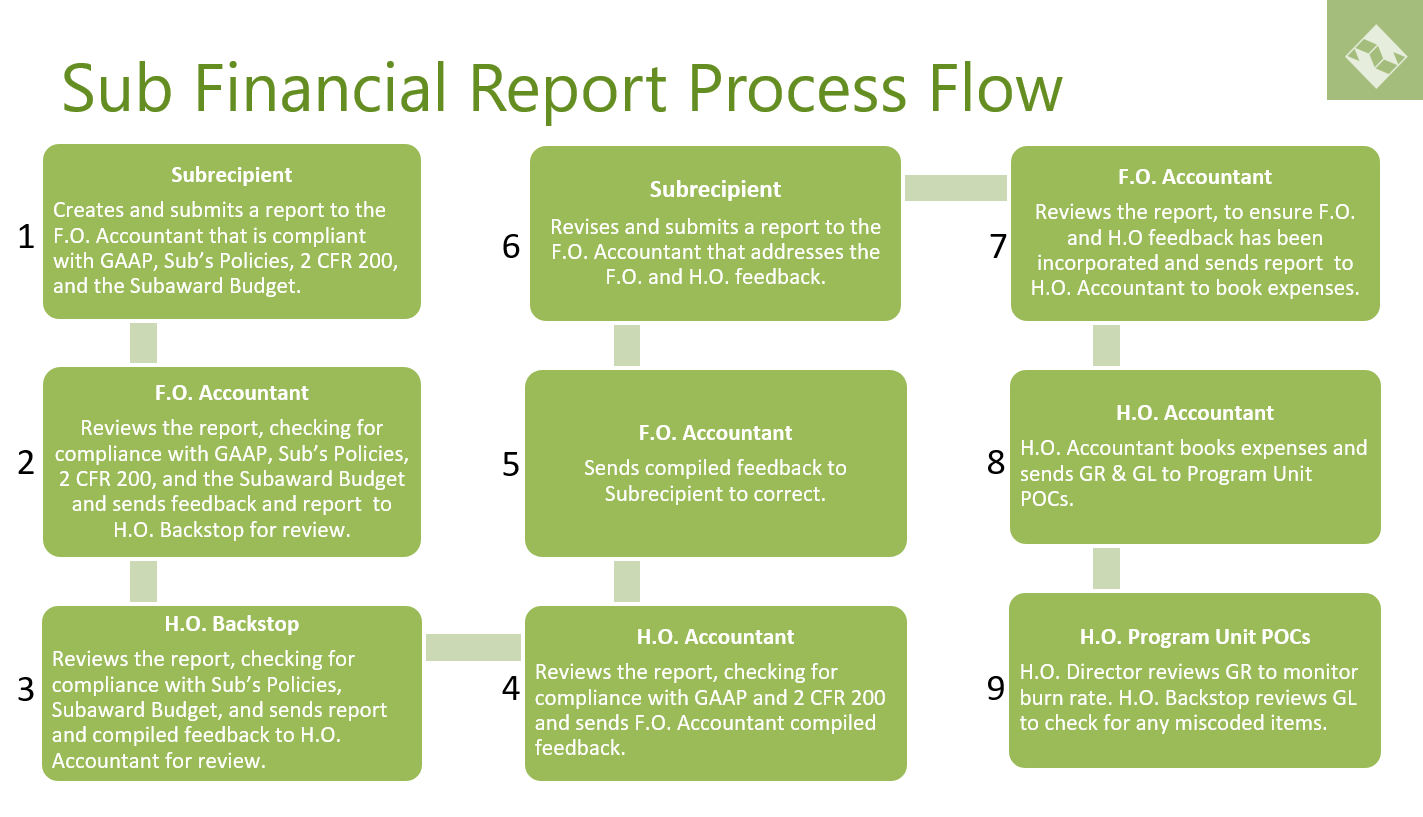 Sub Financial Report Process Flow
1
Subrecipient
Creates and submits a report to the
F.O. Accountant that is compliant
with GAAP, Sub's Policies, 2 CFR 200,
and the Subaward Budget.
2
F.O. Accountant
Reviews the report, checking for
compliance with GAAP, Sub's Policies,
2 CFR 200, and the Subaward Budget
and sends feedback and report  to
H.O. Backstop for review.
3
H.O. Backstop
Reviews the report, checking for
compliance with Sub's Policies,
Subaward Budget, and sends report
and compiled feedback to H.O.
Accountant for review.
4
H.O. Accountant
Reviews the report, checking for
compliance with GAAP and 2 CFR 200
and sends F.O. Accountant compiled
feedback.
5
F.O. Accountant
Sends compiled feedback to
Subrecipient to correct.
6
Subrecipient
Revises and submits a report to the
F.O. Accountant that addresses the
F.O. and H.O. feedback.
7
F.O. Accountant
Reviews the report, to ensure F.O.
and H.O feedback has been
incorporated and sends report  to
H.O. Accountant to book expenses.
8
H.O. Accountant
H.O. Accountant books expenses and
sends GR & GL to Program Unit
POCs.
9
H.O. Program Unit POCs
H.O. Director reviews GR to monitor
burn rate. H.O. Backstop reviews GL
to check for any miscoded items.